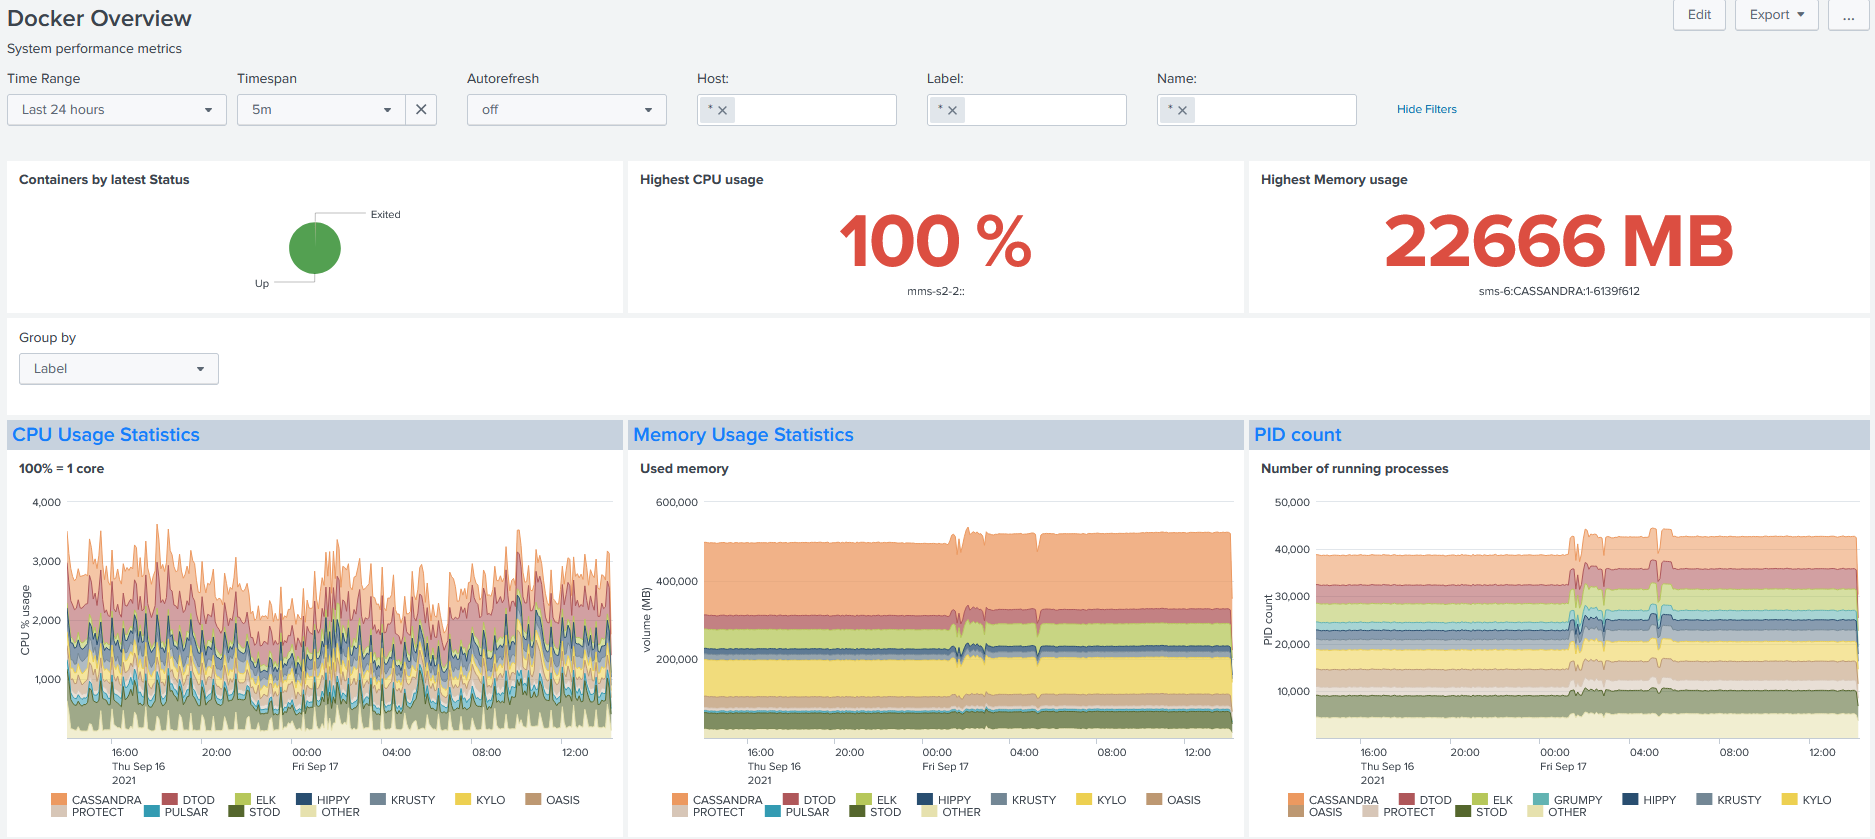 Docker Overview
Edit
Export
...
System performance metrics
Time Range
Timespan
Autorefresh
Host:
Label:
Name:
Last 24 hours
5m
off
*
*
*
Hide Filters
Containers by latest Status
Exited
Up
Highest CPU usage
100 %
mms-s2-2::
Highest Memory usage
22666 MB
sms-6:CASSANDRA:1-6139f612
Group by
Label
CPU Usage Statistics
100% = 1 core
CPU % usage
4,000
3,000
2,000
1,000
16:00 20:00 00:00 04:00 08:00 12:00
Thu Sep 16 Fri Sep 17
2021
CASSANDRA DTOD ELK HIPPY KRUSTY KYLO OASIS
PROTECT PULSAR STOD OTHER
Memory Usage Statistics
Used memory
volume (MB)
600,000
400,000
200,000
16:00 20:00 00:00 04:00 08:00 12:00
Thu Sep 16 Fri Sep 17
2021
CASSANDRA DTOD ELK HIPPY KRUSTY KYLO OASIS
PROTECT PULSAR STOD OTHER
PID count
Number of running processes
PID count
50,000
40,000
30,000
20,000
10,000
16:00 20:00 00:00 04:00 08:00 12:00
Thu Sep 16 Fri Sep 17
2021
CASSANDRA DTOD ELK GRUMPY HIPPY KRUSTY KYLO
OASIS PROTECT STOD OTHER